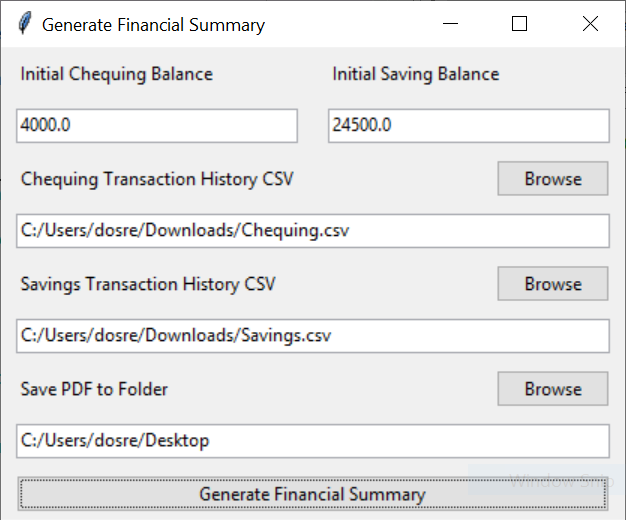 Generate Financial Summary
Initial Chequing Balance Initial Saving Balance
4000.0 24500.0
Chequing Transaction History CSV Browse
C:/Users/dosre/Downloads/Chequing.csv
Savings Transaction History CSV Browse
C:/Users/dosre/Downloads/Savings.csv
Save PDF to Folder Browse
C:/Users/dosre/Desktop
Window Snip
Generate Financial Summary